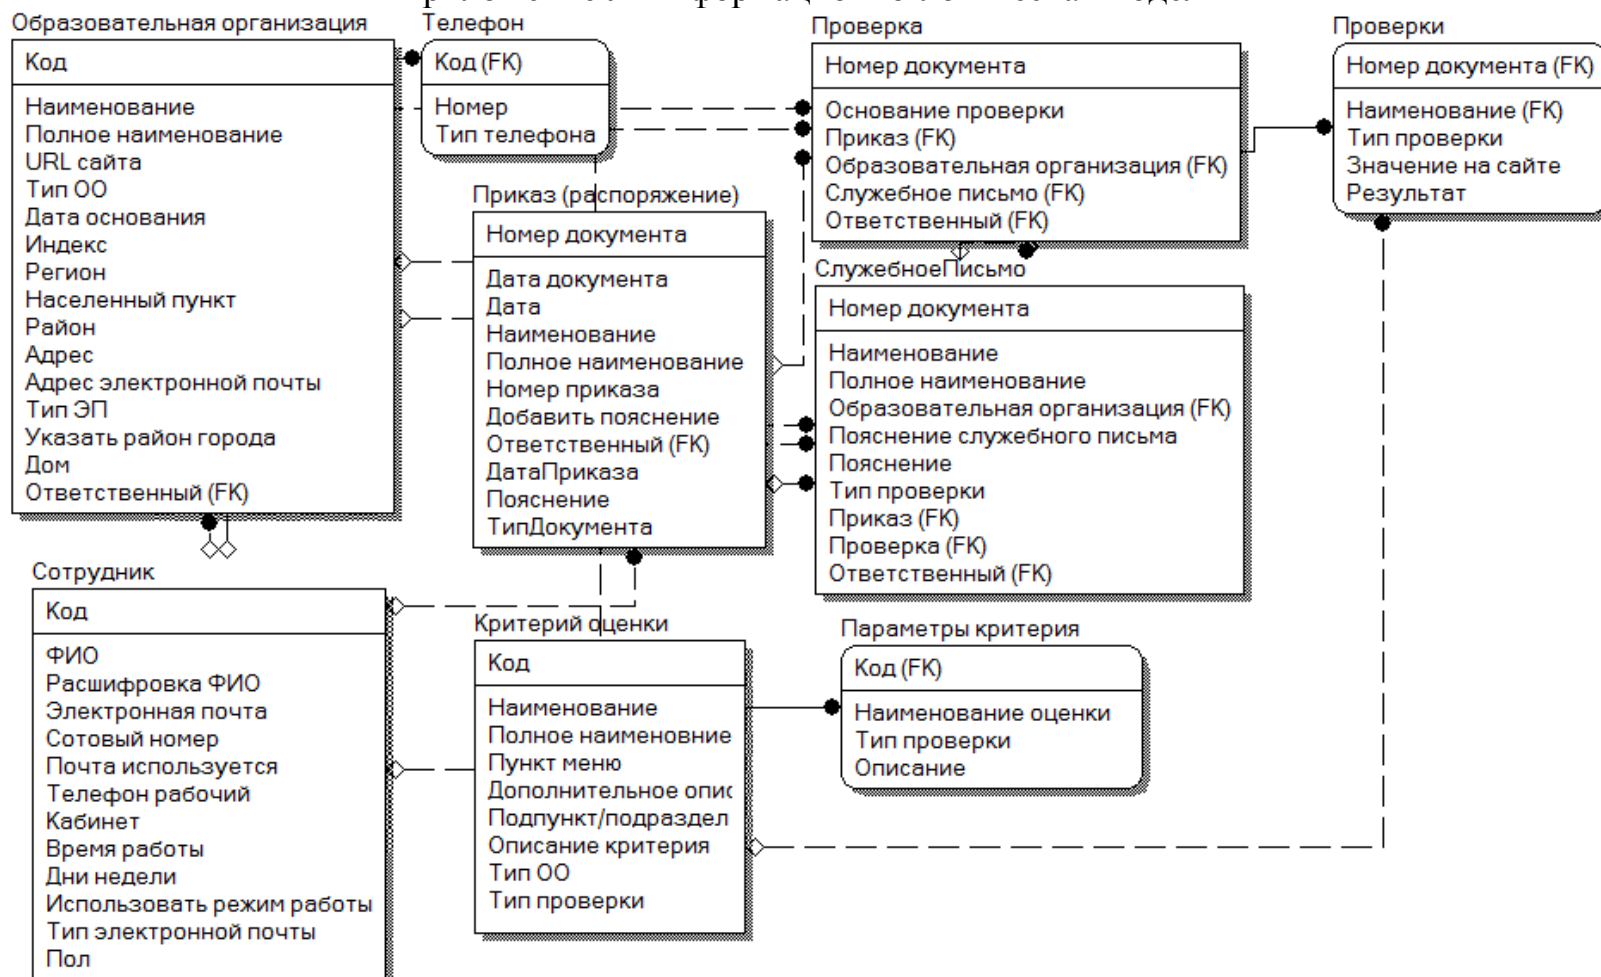 Образовательная организация
Код
Наименование
Полное наименование
URL сайта
Тип ОО
Дата основания
Индекс
Регион
Населенный пункт
Район
Адрес
Адрес электронной почты
Тип ЭП
Указать район города
Дом
Ответственный (FK)
Телефон
Код (FK)
Номер
Тип телефона
Проверка
Номер документа
Основание проверки
Приказ (FK)
Образовательная организация (FK)
Служебное письмо (FK)
Ответственный (FK)
Проверки
Номер документа (FK)
Наименование (FK)
Тип проверки
Значение на сайте
Результат
Приказ (распоряжение)
Номер документа
Дата документа
Дата
Наименование
Полное наименование
Номер приказа
Добавить пояснение
Ответственный (FK)
ДатаПриказа
Пояснение
ТипДокумента
СлужебноеПисьмо
Номер документа
Наименование
Полное наименование
Образовательная организация (FK)
Пояснение служебного письма
Пояснение
Тип проверки
Приказ (FK)
Проверка (FK)
Ответственный (FK)
Сотрудник
Код
ФИО
Расшифровка ФИО
Электронная почта
Сотовый номер
Почта используется
Телефон рабочий
Кабинет
Время работы
Дни недели
Использовать режим работы
Тип электронной почты
Пол
Критерий оценки
Код
Наименование
Полное наименовние
Пункт меню
Дополнительное опис
Подпункт/подраздел
Описание критерия
Тип ОО
Тип проверки
Параметры критерия
Код (FK)
Наименование оценки
Тип проверки
Описание